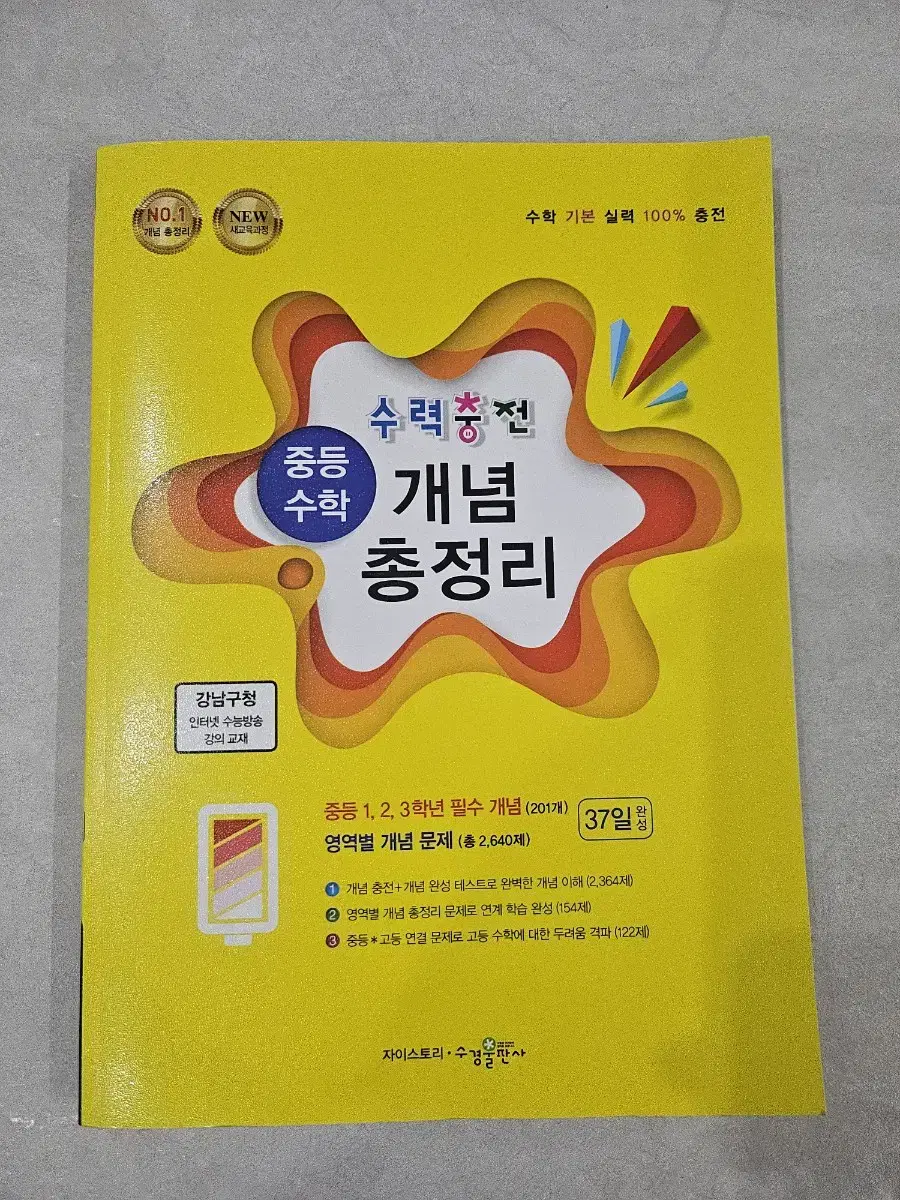 NO.1
개념 총정리
NEW
새교육과정
수학 기본 실력 100% 충전
수력충전
중등
수학
개념
총정리
강남구청
인터넷 수능방송
강의 교재
중등 1, 2, 3학년 필수 개념 (201개)
영역별 개념 문제 (총 2,640제)
37일 완성
1 개념 충전+개념 완성 테스트로 완벽한 개념 이해 (2,364제)
2 영역별 개념 총정리 문제로 연계 학습 완성 (154제)
3 중등*고등 연결 문제로 고등 수학에 대한 두려움 격파 (122제)
자이스토리·수경출판사